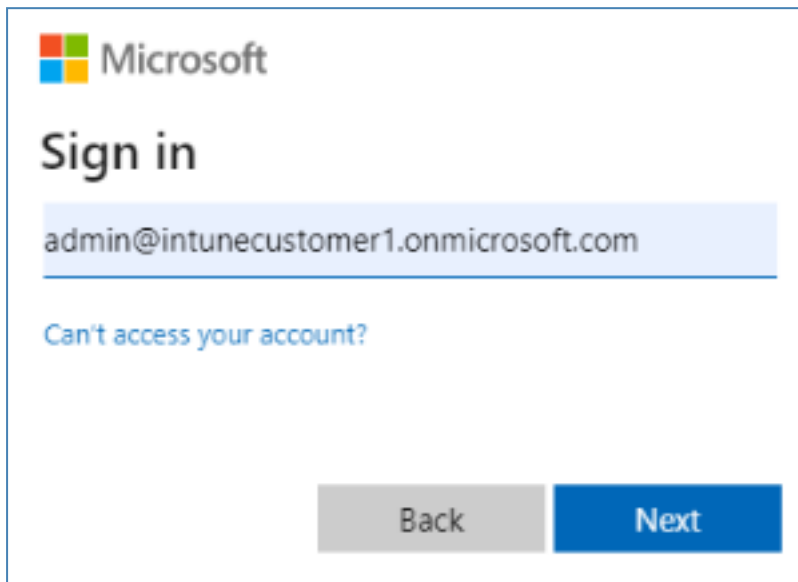 Microsoft
Sign in
admin@intunecustomer1.onmicrosoft.com
Can't access your account?
Back Next